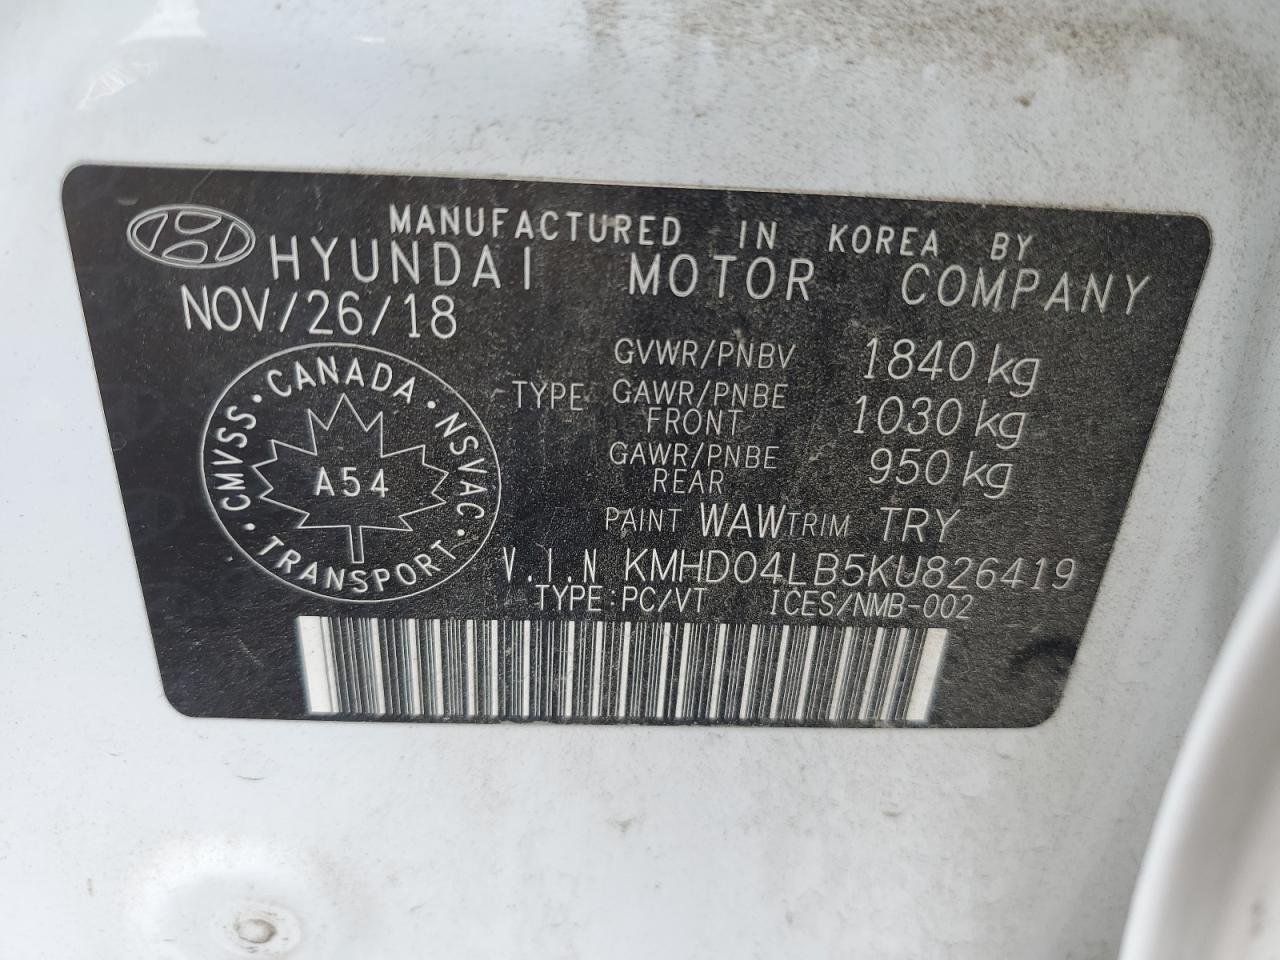 MANUFACTURED IN KOREA BY
HYUNDAI MOTOR COMPANY
NOV/26/18
CMVSS · CANADA · NSVAC · TRANSPORT ·
A54
GVWR/PNBV 1840 kg
TYPE GAWR/PNBE FRONT 1030 kg
GAWR/PNBE REAR 950 kg
PAINT WAW TRIM TRY
V.I.N KMHD04LB5KU826419
TYPE:PC/VT ICES/NMB-002